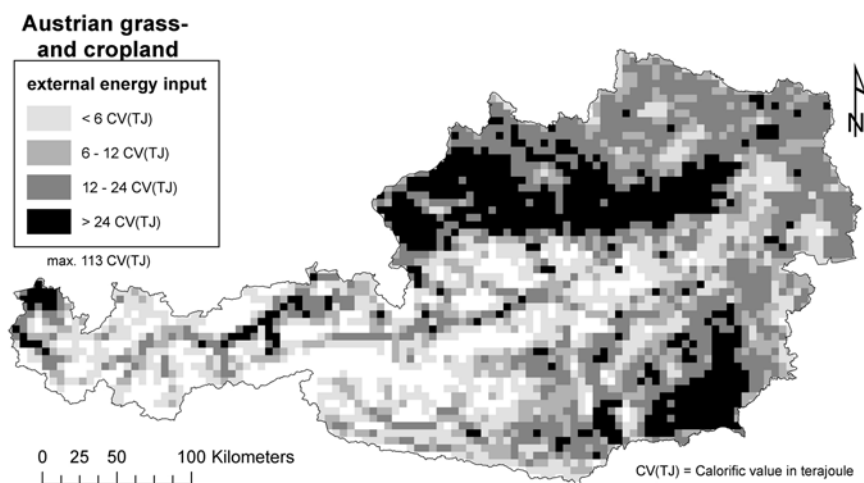 Austrian grass-
and cropland
external energy input
< 6 CV(TJ)
6 - 12 CV(TJ)
12 - 24 CV(TJ)
> 24 CV(TJ)
max. 113 CV(TJ)
N
0 25 50 100 Kilometers
CV(TJ) = Calorific value in terajoule